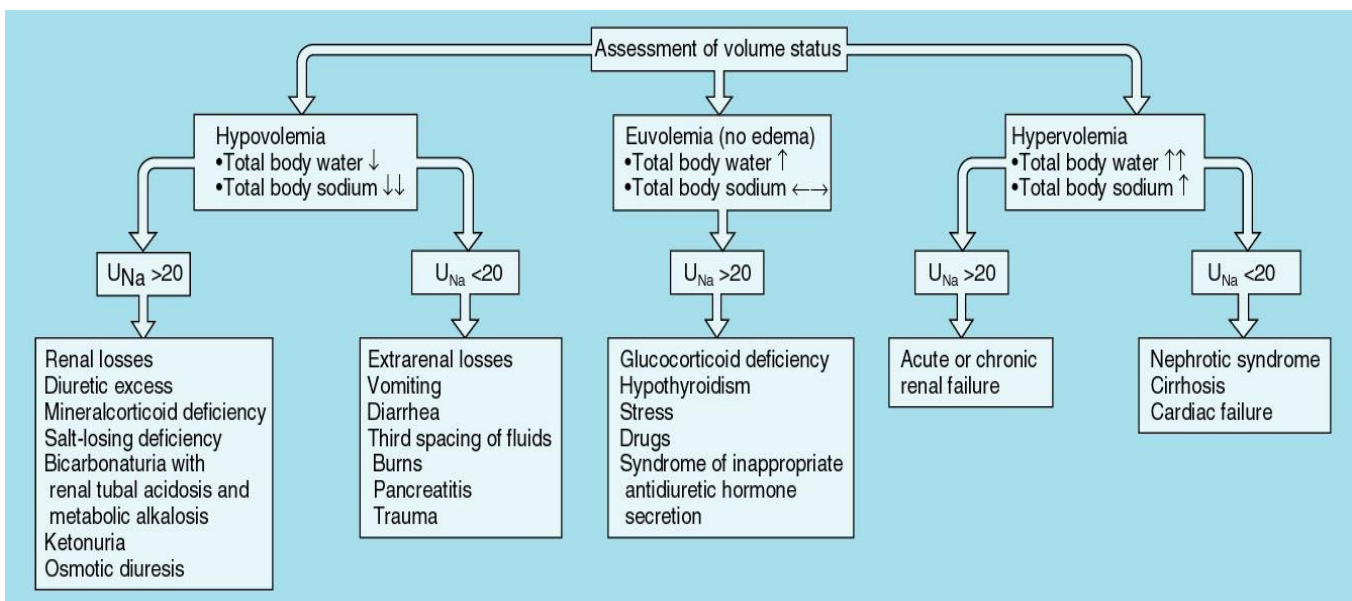 Assessment of volume status
Hypovolemia
•Total body water ↓
•Total body sodium ↓↓
Euvolemia (no edema)
•Total body water ↑
•Total body sodium ←→
Hypervolemia
•Total body water ↑↑
•Total body sodium ↑
UNa >20
UNa <20
UNa >20
UNa >20
UNa <20
Renal losses
Diuretic excess
Mineralcorticoid deficiency
Salt-losing deficiency
Bicarbonaturia with
renal tubal acidosis and
metabolic alkalosis
Ketonuria
Osmotic diuresis
Extrarenal losses
Vomiting
Diarrhea
Third spacing of fluids
Burns
Pancreatitis
Trauma
Glucocorticoid deficiency
Hypothyroidism
Stress
Drugs
Syndrome of inappropriate
antidiuretic hormone
secretion
Acute or chronic
renal failure
Nephrotic syndrome
Cirrhosis
Cardiac failure